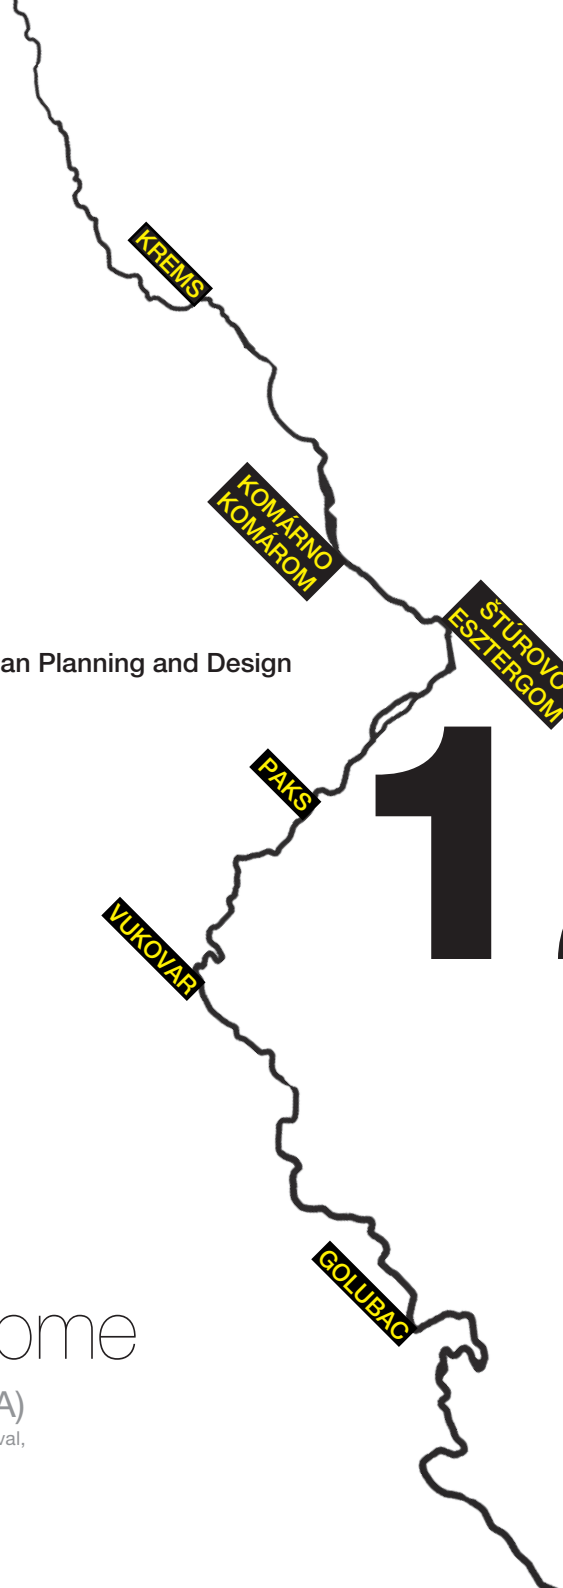 KREMS
KOMÁRNO
KOMÁROM
ŠTÚROVO
ESZTERGOM
an Planning and Design
PAKS
1
VUKOVAR
GOLUBAC
ome
A)
val,